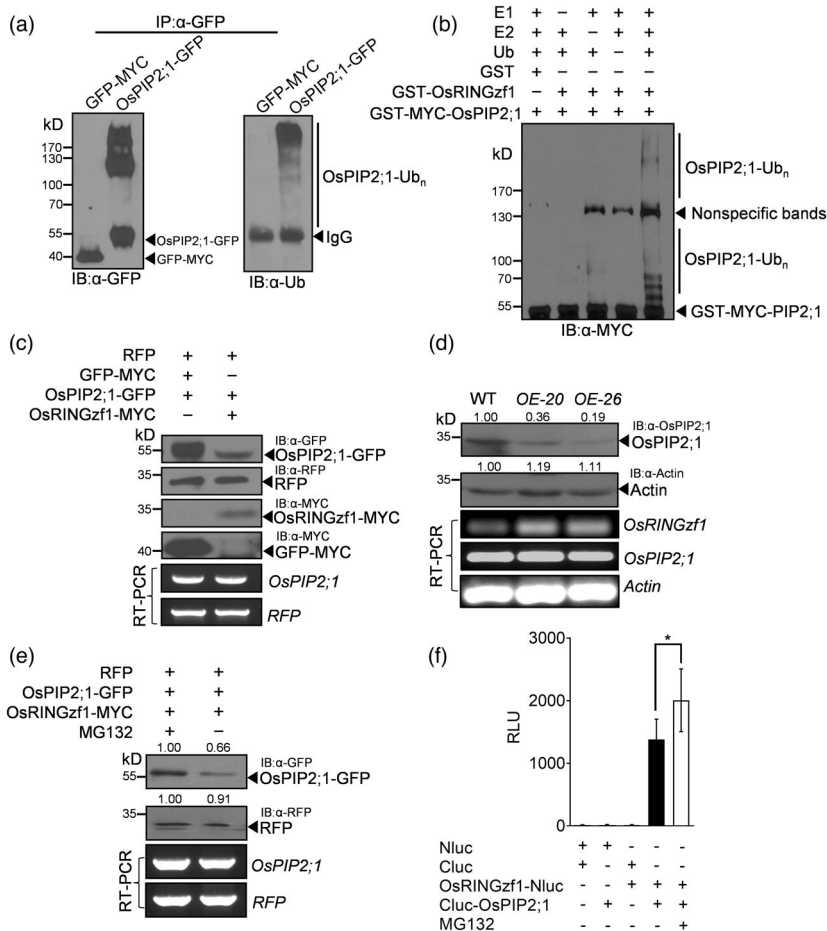 (a)
IP:α-GFP
GFP-MYC
OsPIP2;1-GFP
GFP-MYC
OsPIP2;1-GFP
kD
170
130
100
70
55
40
OsPIP2;1-GFP
GFP-MYC
OsPIP2;1-Ubn
IgG
IB:α-GFP
IB:α-Ub
(b)
E1 + − + + +
E2 + + − + +
Ub + + + − +
GST + − − − −
GST-OsRINGzf1 − + + + +
GST-MYC-OsPIP2;1 + + + + +
kD
170
130
100
70
55
OsPIP2;1-Ubn
Nonspecific bands
OsPIP2;1-Ubn
GST-MYC-PIP2;1
IB:α-MYC
(c)
RFP + +
GFP-MYC + −
OsPIP2;1-GFP + +
OsRINGzf1-MYC − +
kD
55
IB:α-GFP
OsPIP2;1-GFP
35
IB:α-RFP
RFP
35
IB:α-MYC
OsRINGzf1-MYC
40
IB:α-MYC
GFP-MYC
RT-PCR
OsPIP2;1
RFP
(d)
WT OE-20 OE-26
kD
1.00 0.36 0.19
35
IB:α-OsPIP2;1
OsPIP2;1
1.00 1.19 1.11
35
IB:α-Actin
Actin
RT-PCR
OsRINGzf1
OsPIP2;1
Actin
(e)
RFP + +
OsPIP2;1-GFP + +
OsRINGzf1-MYC + +
MG132 + −
kD
1.00 0.66
55
IB:α-GFP
OsPIP2;1-GFP
1.00 0.91
35
IB:α-RFP
RFP
RT-PCR
OsPIP2;1
RFP
(f)
RLU
3000
2000
1000
0
*
Nluc + + - - -
Cluc + - + - -
OsRINGzf1-Nluc - - + + +
Cluc-OsPIP2;1 - + - + +
MG132 - - - - +